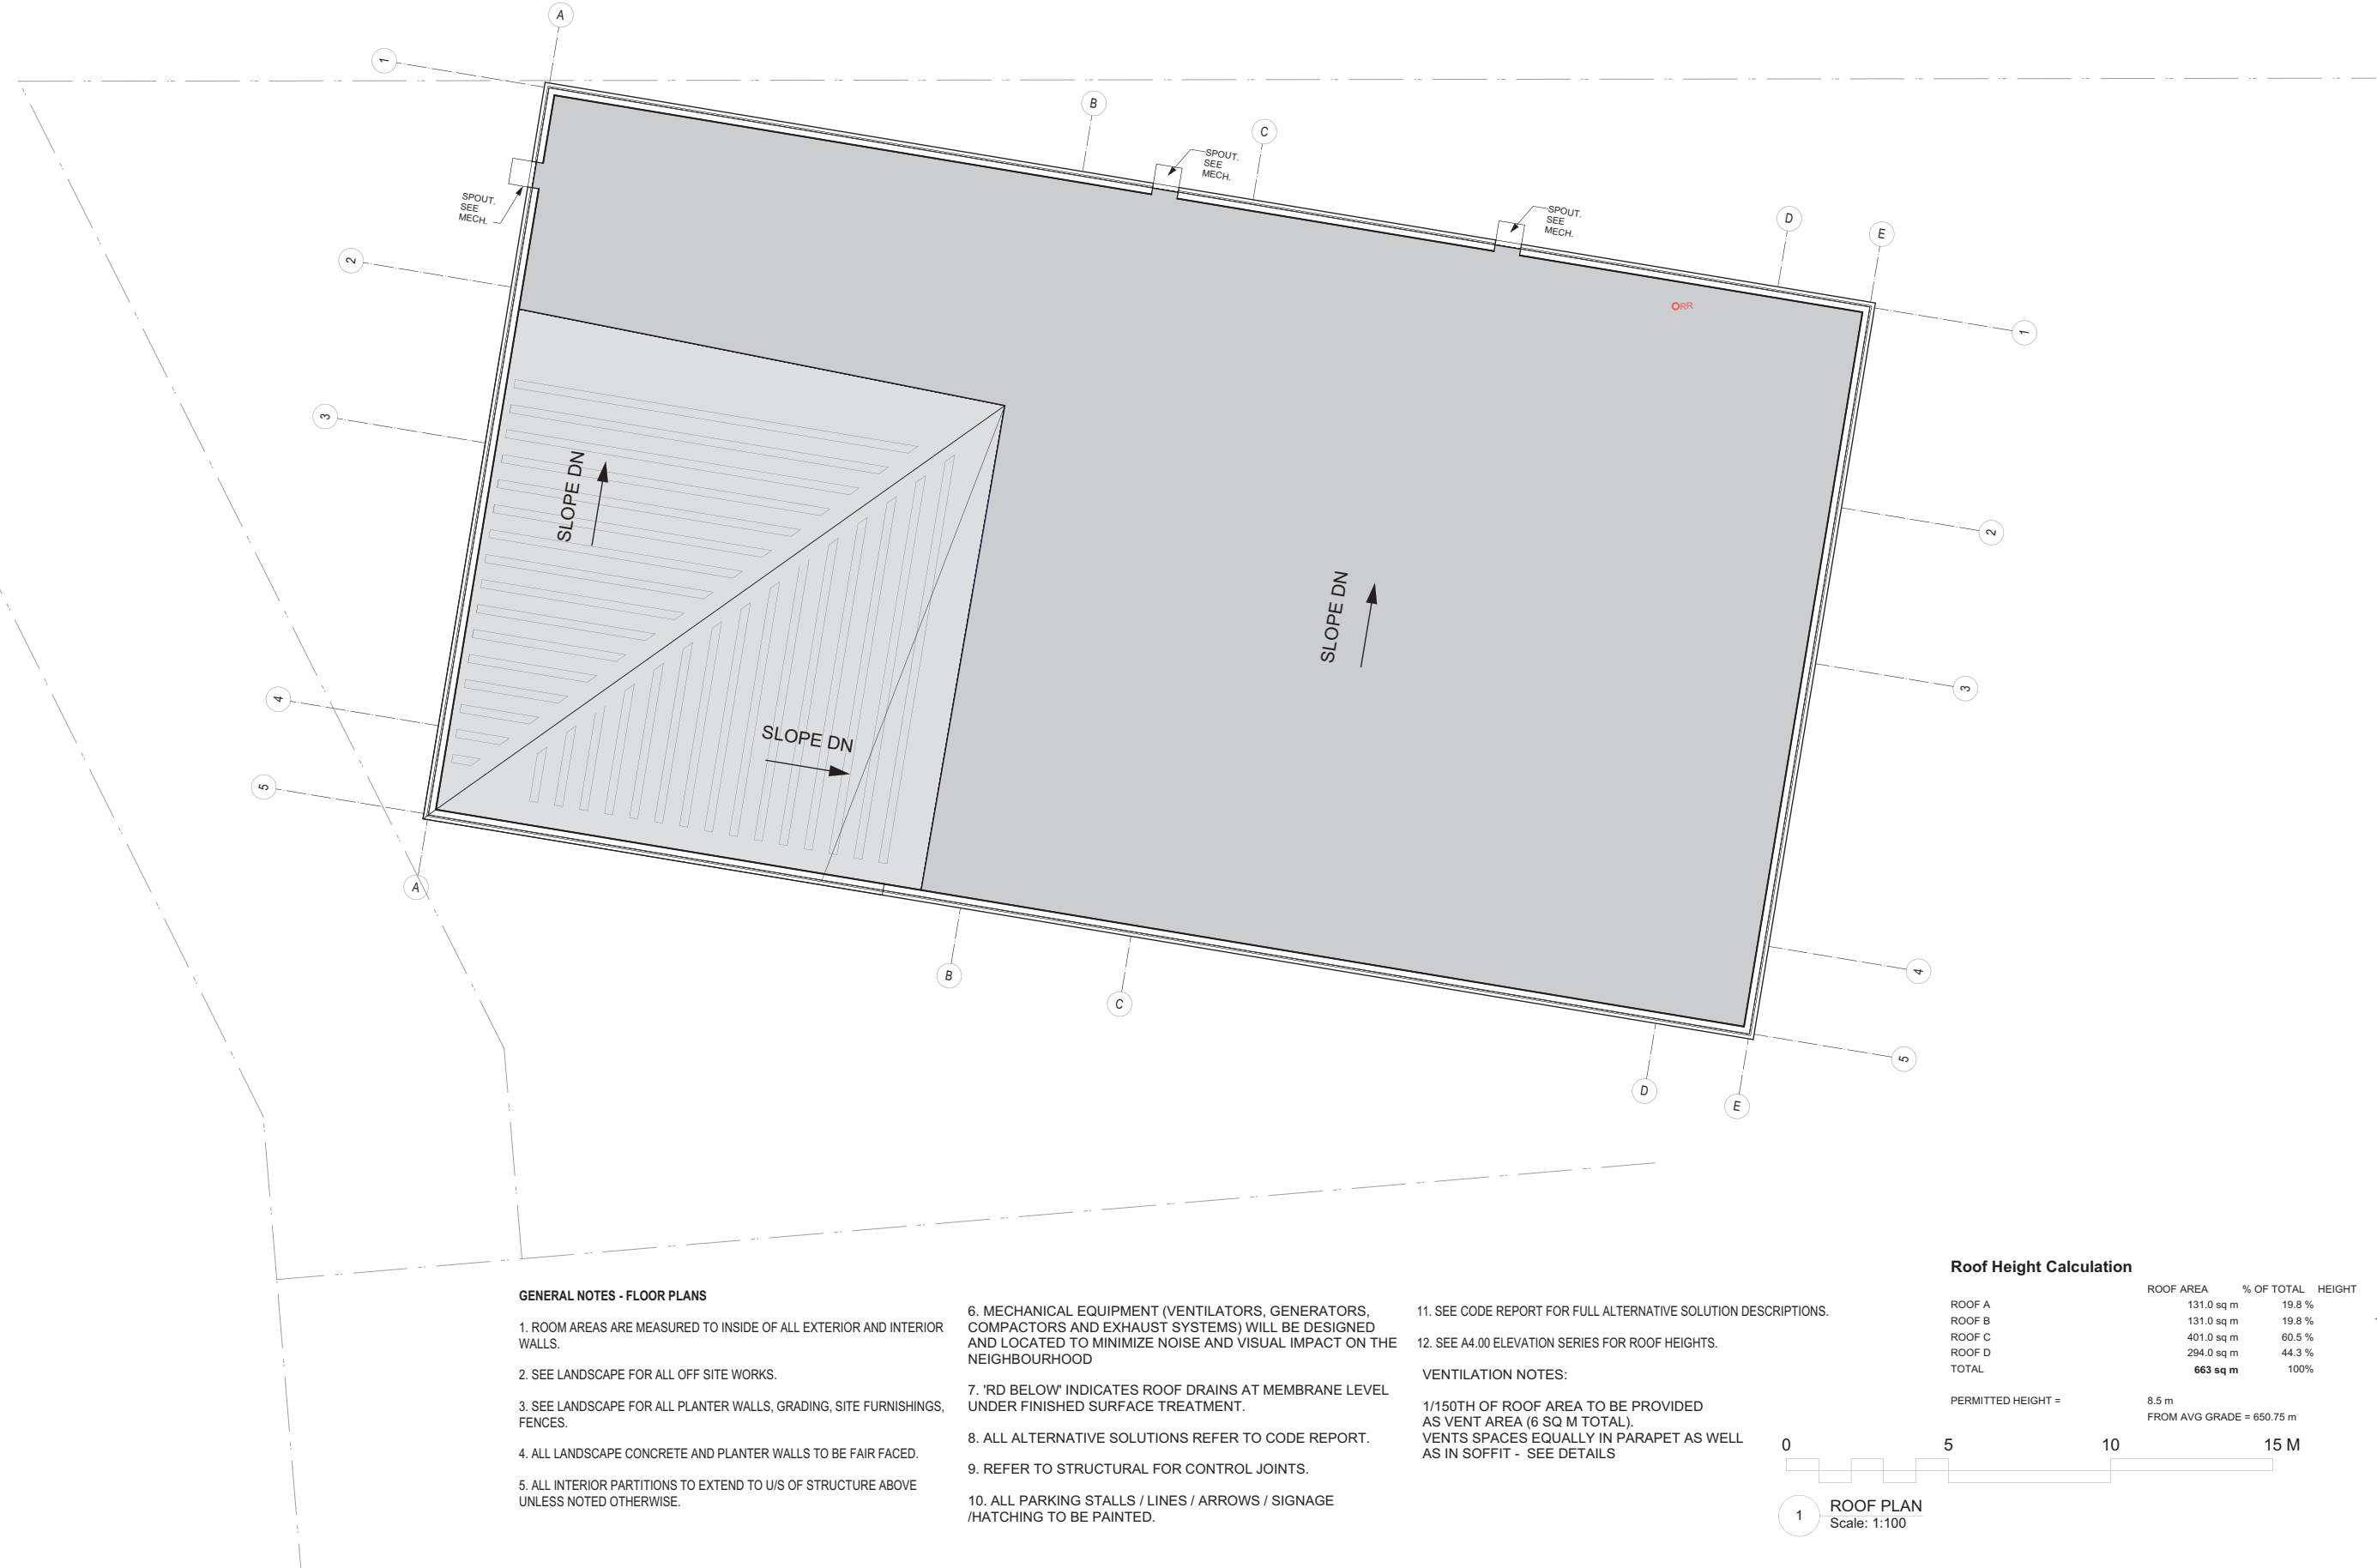 A
1
B
C
SPOUT.
SEE
MECH.
SPOUT.
SEE
MECH.
SPOUT.
SEE
MECH.
D
E
2
ORR
1
3
SLOPE DN
2
SLOPE DN
3
4
SLOPE DN
5
A
B
C
4
5
D
E
GENERAL NOTES - FLOOR PLANS
1. ROOM AREAS ARE MEASURED TO INSIDE OF ALL EXTERIOR AND INTERIOR
WALLS.
2. SEE LANDSCAPE FOR ALL OFF SITE WORKS.
3. SEE LANDSCAPE FOR ALL PLANTER WALLS, GRADING, SITE FURNISHINGS,
FENCES.
4. ALL LANDSCAPE CONCRETE AND PLANTER WALLS TO BE FAIR FACED.
5. ALL INTERIOR PARTITIONS TO EXTEND TO U/S OF STRUCTURE ABOVE
UNLESS NOTED OTHERWISE.
6. MECHANICAL EQUIPMENT (VENTILATORS, GENERATORS,
COMPACTORS AND EXHAUST SYSTEMS) WILL BE DESIGNED
AND LOCATED TO MINIMIZE NOISE AND VISUAL IMPACT ON THE
NEIGHBOURHOOD
7. 'RD BELOW' INDICATES ROOF DRAINS AT MEMBRANE LEVEL
UNDER FINISHED SURFACE TREATMENT.
8. ALL ALTERNATIVE SOLUTIONS REFER TO CODE REPORT.
9. REFER TO STRUCTURAL FOR CONTROL JOINTS.
10. ALL PARKING STALLS / LINES / ARROWS / SIGNAGE
/HATCHING TO BE PAINTED.
11. SEE CODE REPORT FOR FULL ALTERNATIVE SOLUTION DESCRIPTIONS.
12. SEE A4.00 ELEVATION SERIES FOR ROOF HEIGHTS.
VENTILATION NOTES:
1/150TH OF ROOF AREA TO BE PROVIDED
AS VENT AREA (6 SQ M TOTAL).
VENTS SPACES EQUALLY IN PARAPET AS WELL
AS IN SOFFIT - SEE DETAILS
Roof Height Calculation
ROOF AREA % OF TOTAL HEIGHT
ROOF A 131.0 sq m 19.8 %
ROOF B 131.0 sq m 19.8 %
ROOF C 401.0 sq m 60.5 %
ROOF D 294.0 sq m 44.3 %
TOTAL 663 sq m 100%
PERMITTED HEIGHT = 8.5 m
FROM AVG GRADE = 650.75 m
0 5 10 15 M
1 ROOF PLAN
Scale: 1:100